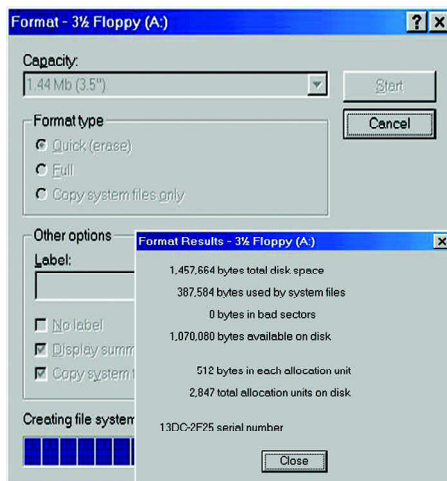 Format - 3½ Floppy (A:)
Capacity:
1.44 Mb (3.5")
Start
Cancel
Format type
Quick (erase)
Full
Copy system files only
Other options
Label:
No label
Display summ
Copy system
Creating file system
Format Results - 3½ Floppy (A:)
1,457,664 bytes total disk space
387,584 bytes used by system files
0 bytes in bad sectors
1,070,080 bytes available on disk
512 bytes in each allocation unit
2,847 total allocation units on disk
13DC-2F25 serial number
Close